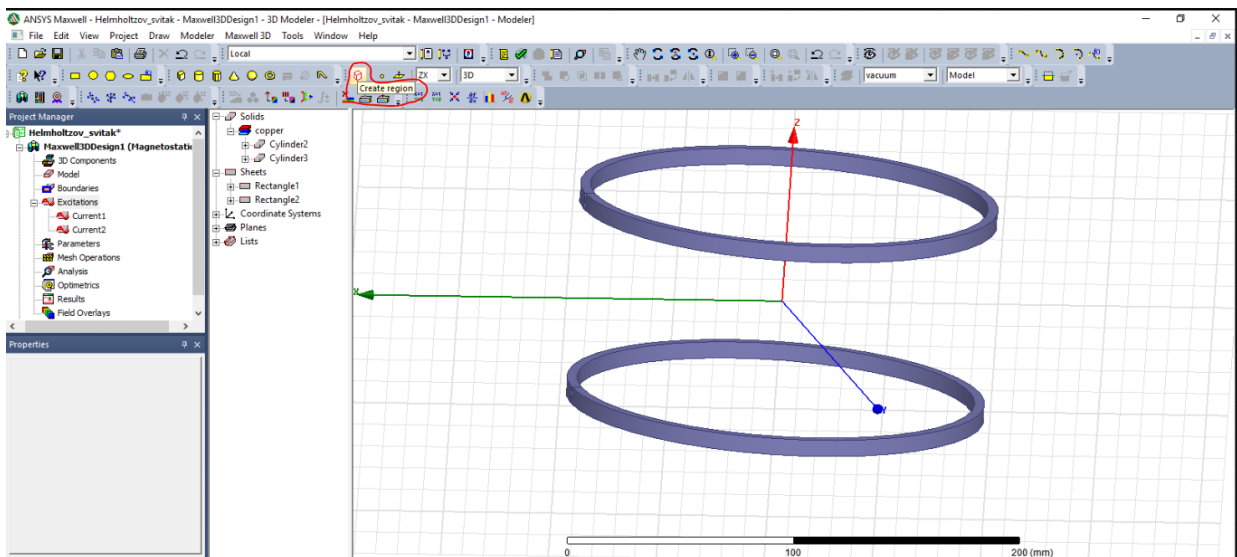 ANSYS Maxwell - Helmholtzov_svitak - Maxwell3DDesign1 - 3D Modeler - [Helmholtzov_svitak - Maxwell3DDesign1 - Modeler]
File Edit View Project Draw Modeler Maxwell 3D Tools Window Help
Local
ZX 3D vacuum Model
Create region
Project Manager
Helmholtzov_svitak*
Maxwell3DDesign1 (Magnetostatic
3D Components
Model
Boundaries
Excitations
Current1
Current2
Parameters
Mesh Operations
Analysis
Optimetrics
Results
Field Overlays
Properties
Solids
copper
Cylinder2
Cylinder3
Sheets
Rectangle1
Rectangle2
Coordinate Systems
Planes
Lists
Z
X
Y
0 100 200 (mm)